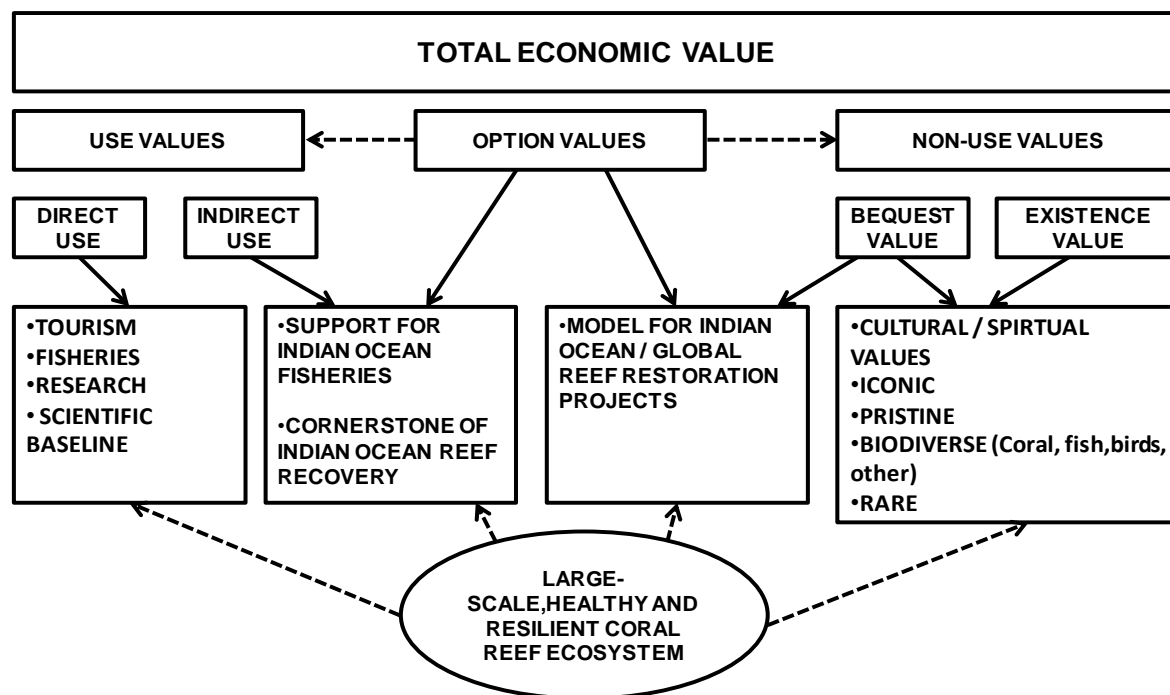 TOTAL ECONOMIC VALUE
USE VALUES
OPTION VALUES
NON-USE VALUES
DIRECT
USE
INDIRECT
USE
BEQUEST
VALUE
EXISTENCE
VALUE
•TOURISM
•FISHERIES
•RESEARCH
• SCIENTIFIC
BASELINE
•SUPPORT FOR
INDIAN OCEAN
FISHERIES
•CORNERSTONE OF
INDIAN OCEAN REEF
RECOVERY
•MODEL FOR INDIAN
OCEAN / GLOBAL
REEF RESTORATION
PROJECTS
•CULTURAL / SPIRTUAL
VALUES
•ICONIC
•PRISTINE
•BIODIVERSE (Coral, fish,birds,
other)
•RARE
LARGE-
SCALE,HEALTHY AND
RESILIENT CORAL
REEF ECOSYSTEM